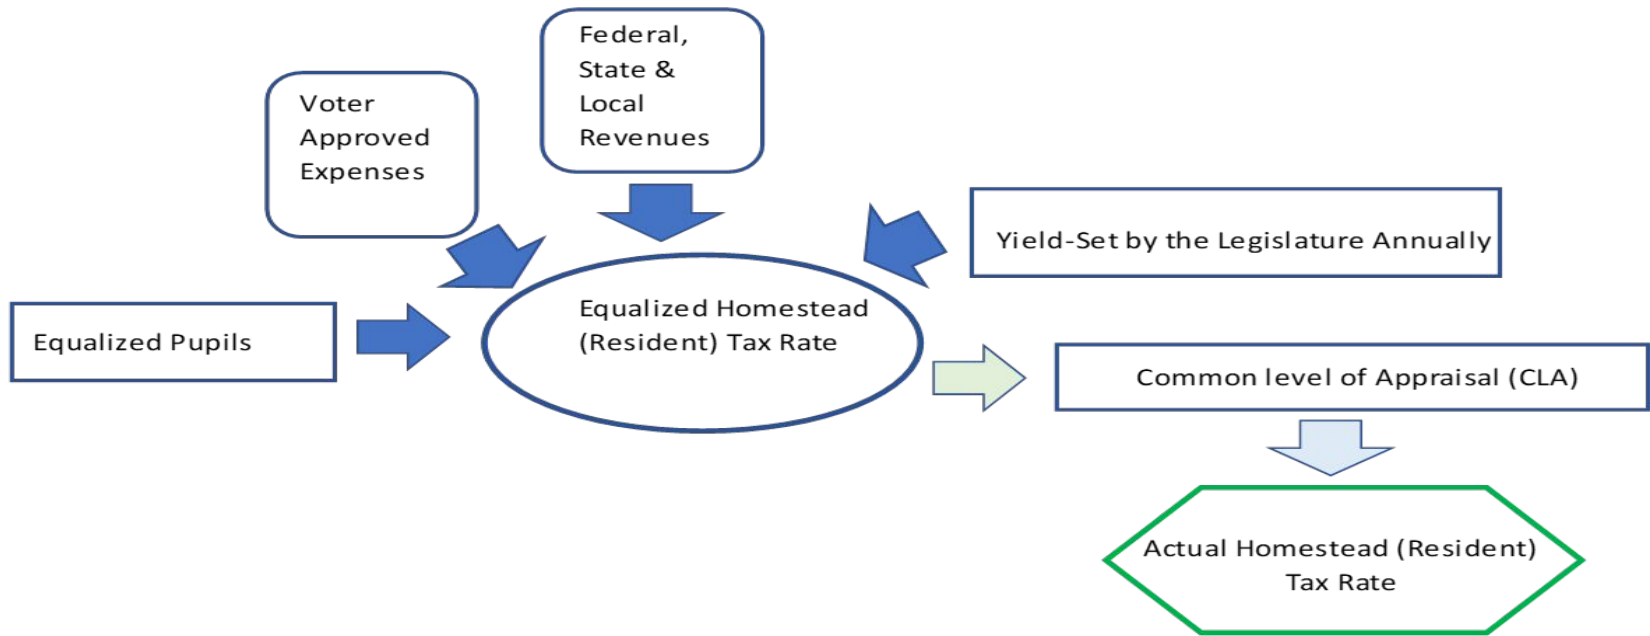 Federal,
State &
Local
Revenues
Voter
Approved
Expenses
Yield-Set by the Legislature Annually
Equalized Pupils
Equalized Homestead
(Resident) Tax Rate
Common level of Appraisal (CLA)
Actual Homestead (Resident)
Tax Rate